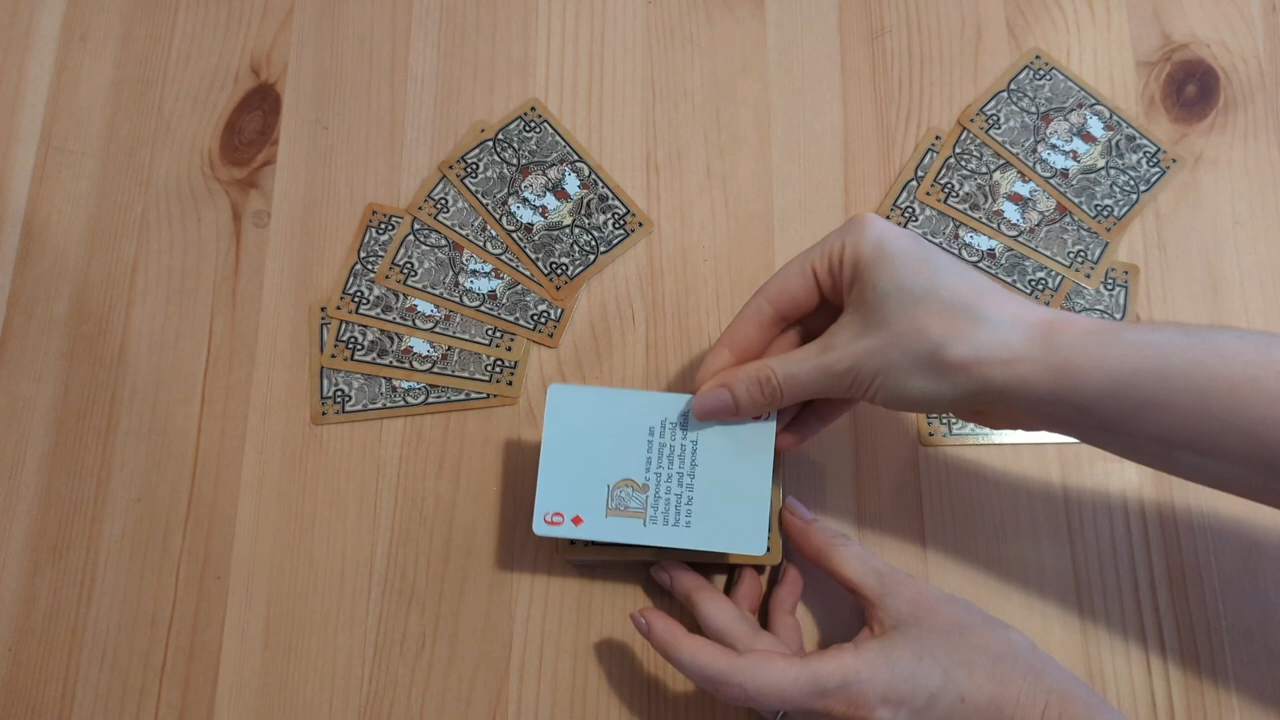 He was not an
ill-disposed young man,
unless to be rather cold
hearted, and rather selfish,
is to be ill-disposed...